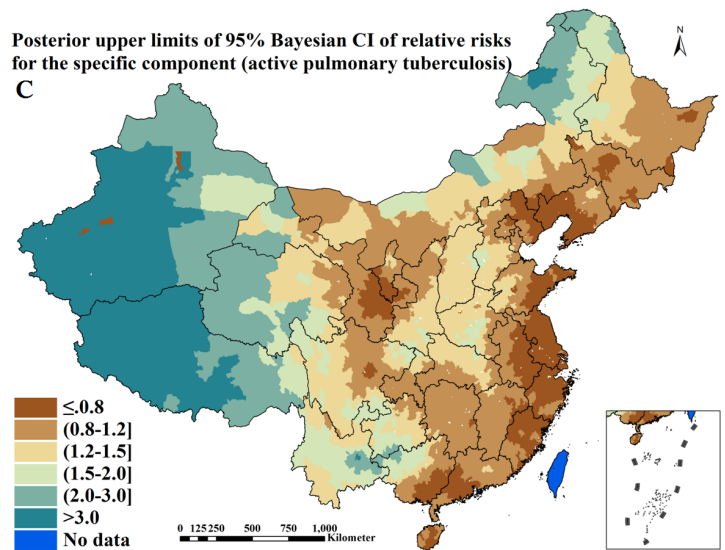 Posterior upper limits of 95% Bayesian CI of relative risks
for the specific component (active pulmonary tuberculosis)
C
N
≤.0.8
(0.8-1.2]
(1.2-1.5]
(1.5-2.0]
(2.0-3.0]
>3.0
No data
0 125 250 500 750 1,000
Kilometer